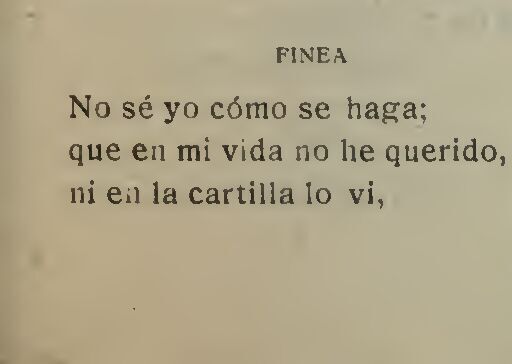 FINEA
No sé yo cómo se haga;
que en mi vida no he querido,
ni en la cartilla lo vi,